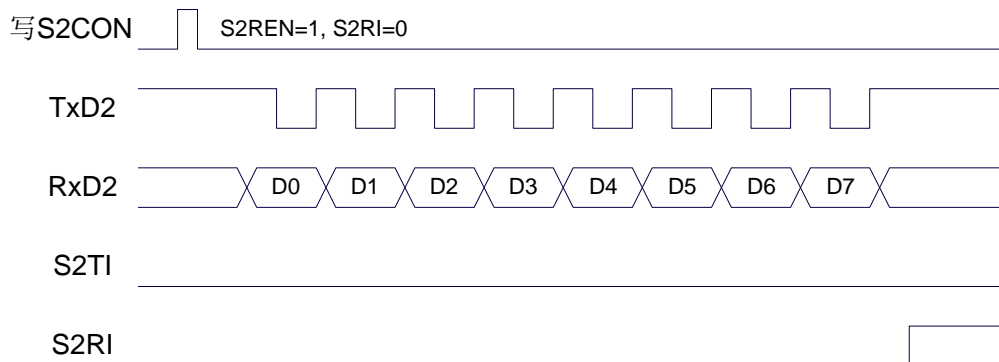 写S2CON S2REN=1, S2RI=0
TxD2
RxD2 D0 D1 D2 D3 D4 D5 D6 D7
S2TI
S2RI